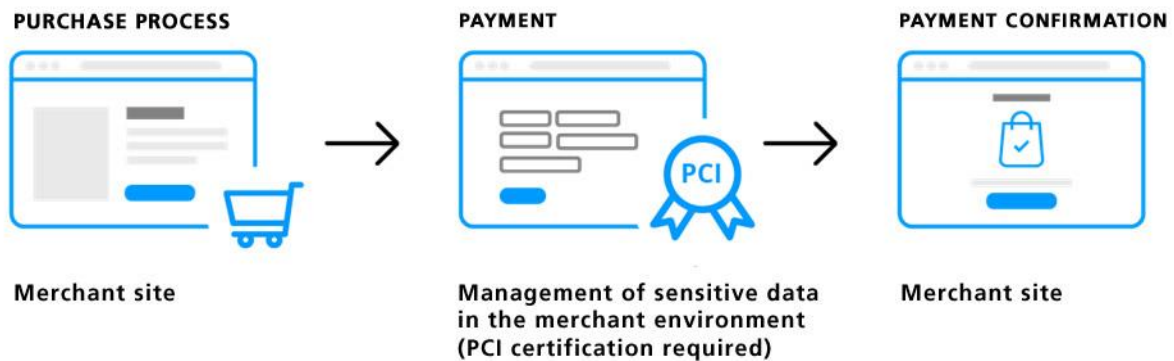 PURCHASE PROCESS
PAYMENT
PAYMENT CONFIRMATION
PCI
Merchant site
Management of sensitive data
in the merchant environment
(PCI certification required)
Merchant site